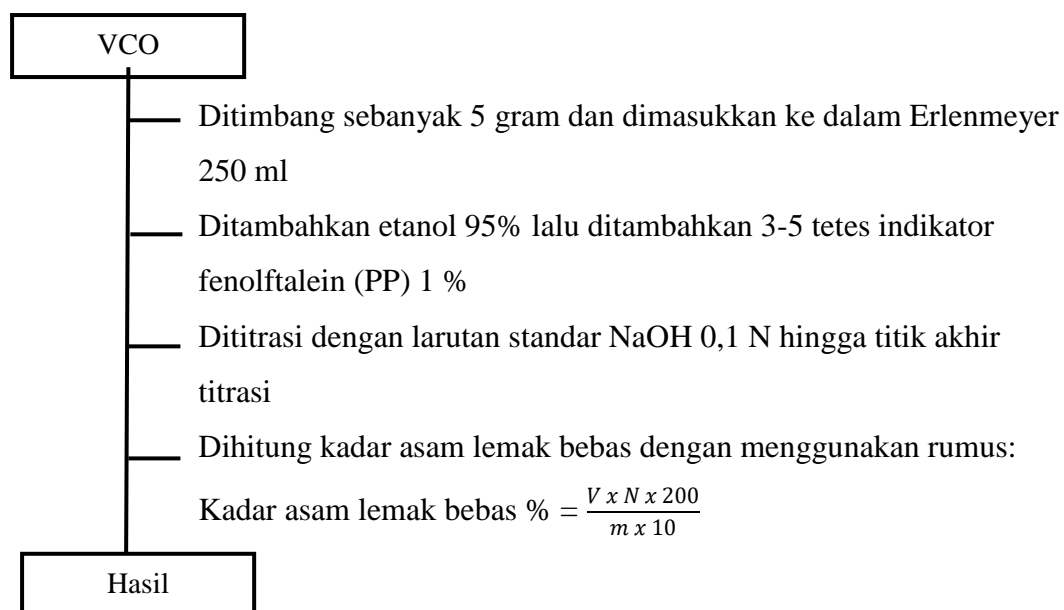 VCO
Ditimbang sebanyak 5 gram dan dimasukkan ke dalam Erlenmeyer
250 ml
Ditambahkan etanol 95% lalu ditambahkan 3-5 tetes indikator
fenolftalein (PP) 1 %
Dititrasi dengan larutan standar NaOH 0,1 N hingga titik akhir
titrasi
Dihitung kadar asam lemak bebas dengan menggunakan rumus:
Kadar asam lemak bebas % = \frac{V x N x 200}{m x 10}
Hasil